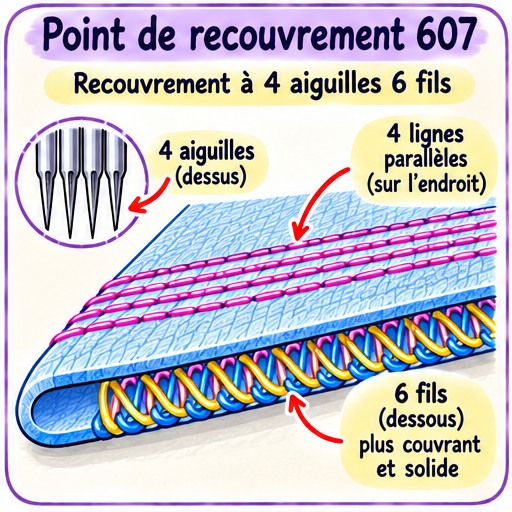 Point de recouvrement 607
Recouvrement à 4 aiguilles 6 fils
4 aiguilles
(dessus)
4 lignes
parallèles
(sur l'endroit)
6 fils
(dessous)
plus couvrant
et solide